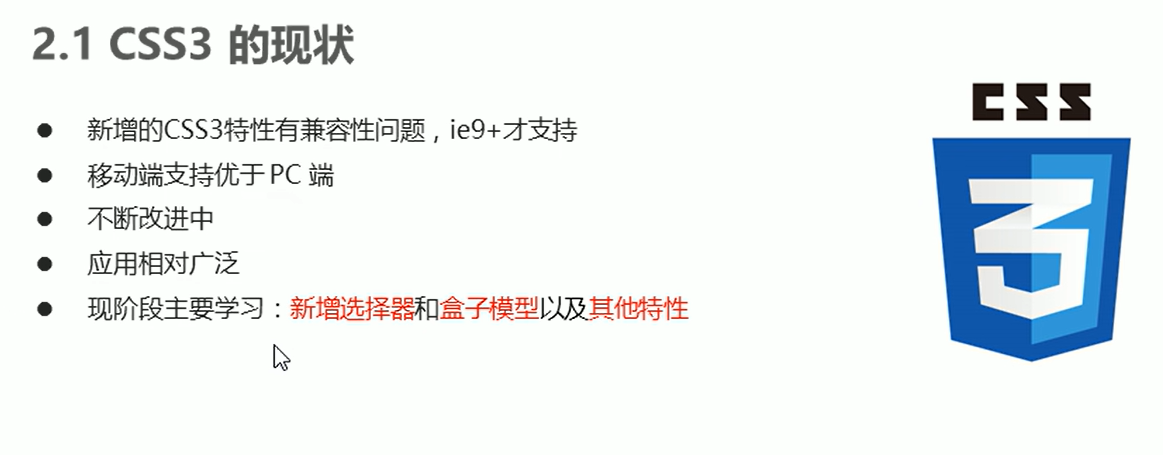 2.1 CSS3 的现状
新增的CSS3特性有兼容性问题，ie9+才支持
移动端支持优于 PC 端
不断改进中
应用相对广泛
现阶段主要学习：新增选择器和盒子模型以及其他特性
CSS
3